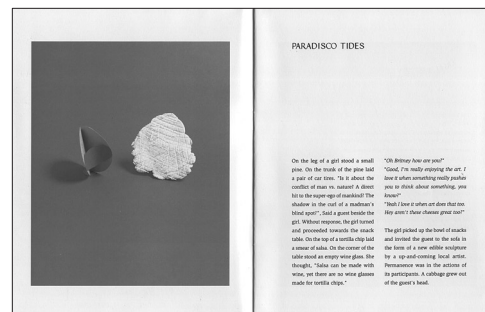 PARADISCO TIDES
On the leg of a girl stood a small
pine. On the trunk of the pine laid
a pair of car tires. "Is it about the
conflict of man vs. nature? A direct
hit to the super-ego of mankind? The
shadow in the curl of a madman's
blind spot?", Said a guest beside the
girl. Without response, the girl turned
and proceeded towards the snack
table. On the top of a tortilla chip laid
a smear of salsa. On the corner of the
table stood an empty wine glass. She
thought, "Salsa can be made with
wine, yet there are no wine glasses
made for tortilla chips."
"Oh Britney how are you?"
"Good, I'm really enjoying the art. I
love it when something really pushes
you to think about something, you
know?"
"Yeah I love it when art does that too.
Hey aren't these cheeses great too?"
The girl picked up the bowl of snacks
and invited the guest to the sofa in
the form of a new edible sculpture
by a up-and-coming local artist.
Permanence was in the actions of
its participants. A cabbage grew out
of the guest's head.